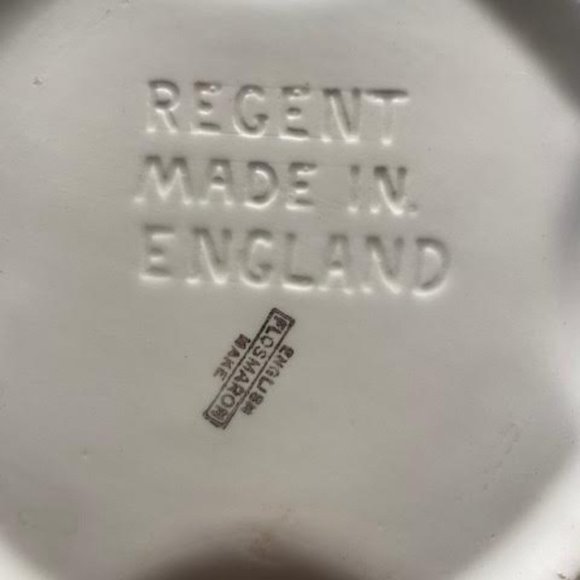 REGENT
MADE IN.
ENGLAND
ENGLISH
FLOSMARON
MAKE